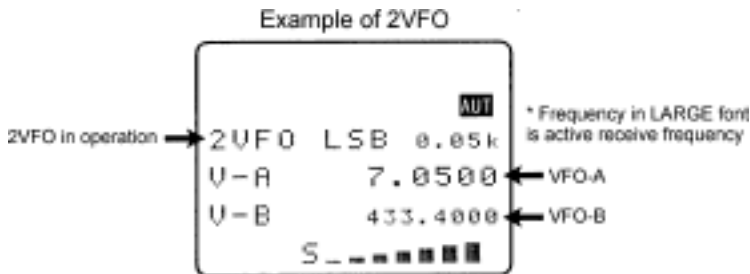 Example of 2VFO
AUT
* Frequency in LARGE font
2VFO in operation
2VFO LSB 0.05k
is active receive frequency
V-A 7.0500
VFO-A
V-B 433.4000
VFO-B
S